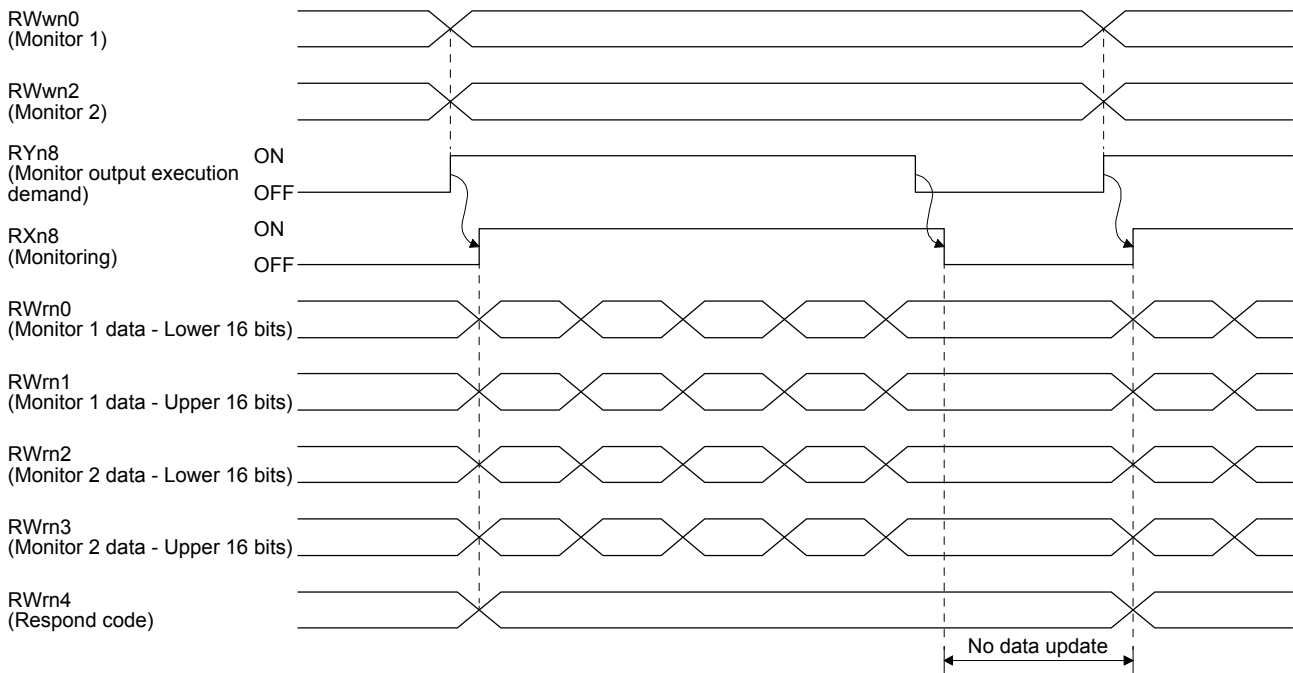 RWwn0
(Monitor 1)
RWwn2
(Monitor 2)
RYn8
(Monitor output execution
demand)
ON
OFF
RXn8
(Monitoring)
ON
OFF
RWrn0
(Monitor 1 data - Lower 16 bits)
RWrn1
(Monitor 1 data - Upper 16 bits)
RWrn2
(Monitor 2 data - Lower 16 bits)
RWrn3
(Monitor 2 data - Upper 16 bits)
RWrn4
(Respond code)
No data update